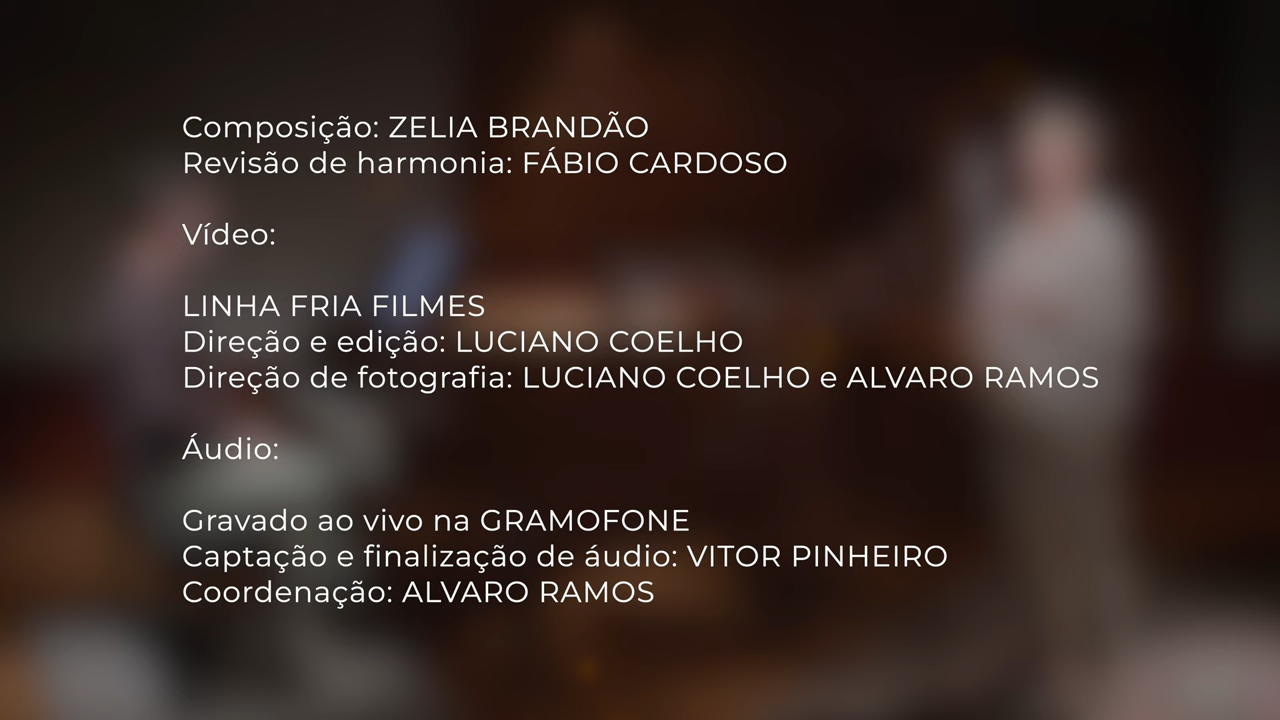 Composição: ZELIA BRANDÃO
Revisão de harmonia: FÁBIO CARDOSO
Vídeo:
LINHA FRIA FILMES
Direção e edição: LUCIANO COELHO
Direção de fotografia: LUCIANO COELHO e ALVARO RAMOS
Áudio:
Gravado ao vivo na GRAMOFONE
Captação e finalização de áudio: VITOR PINHEIRO
Coordenação: ALVARO RAMOS